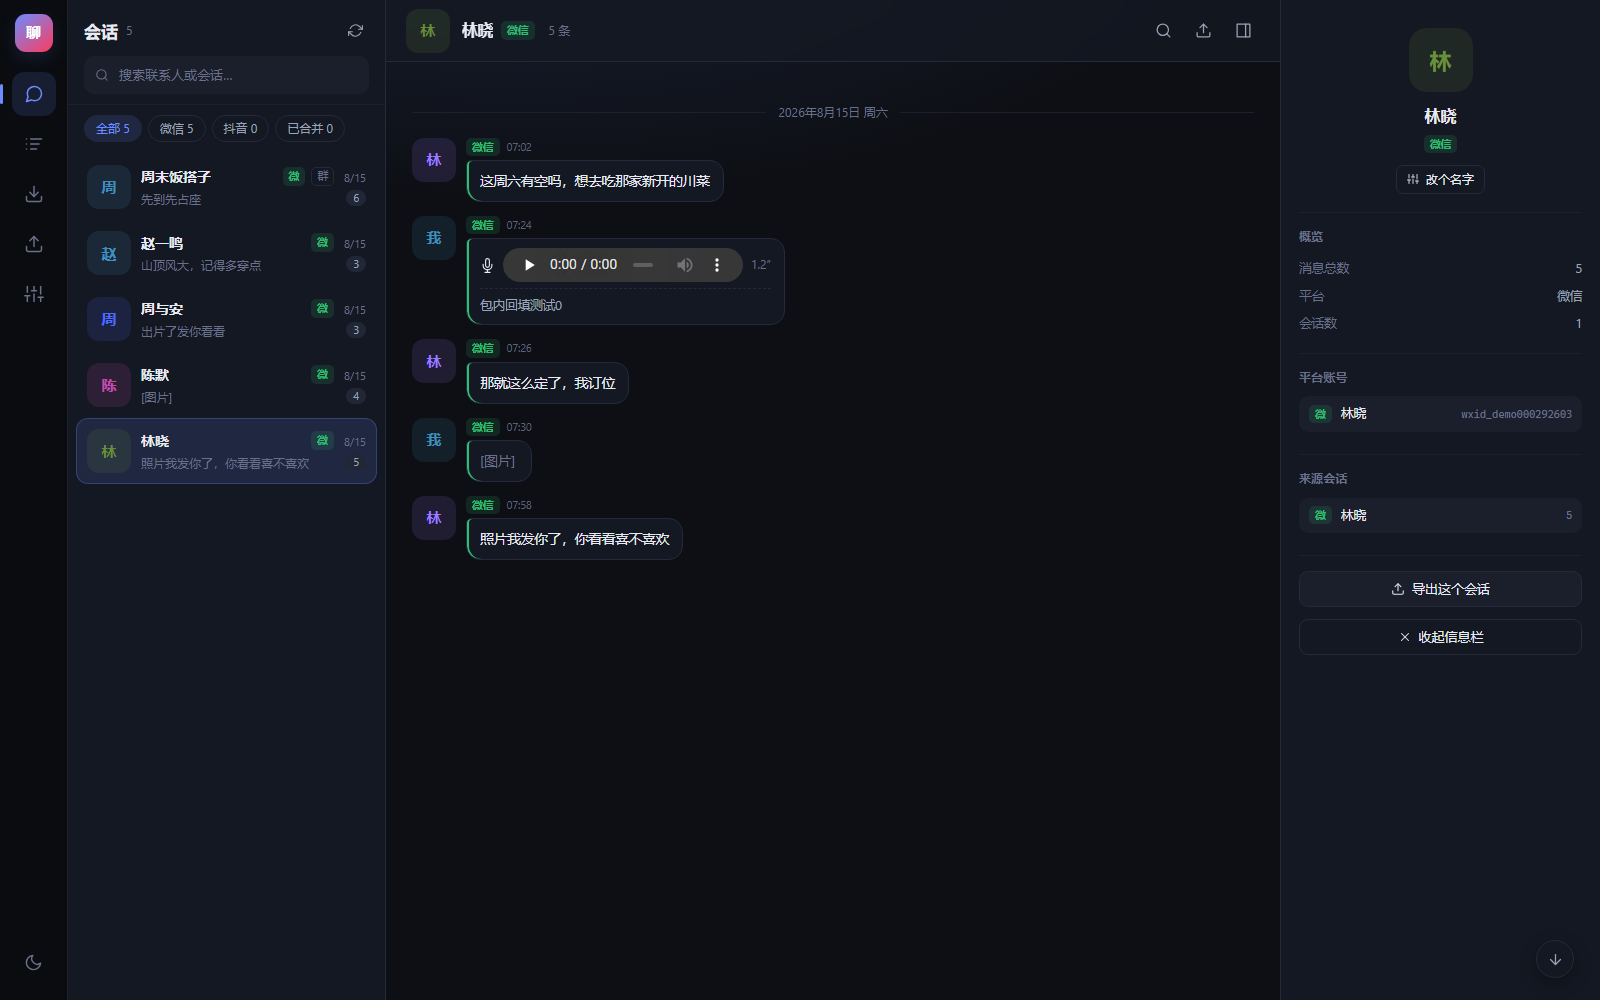 聊
会话 5
搜索联系人或会话...
全部 5 微信 5 抖音 0 已合并 0
周 周末饭搭子 微 群 8/15
先到先占座 6
赵 赵一鸣 微 8/15
山顶风大，记得多穿点 3
周 周与安 微 8/15
出片了发你看看 3
陈 陈默 微 8/15
[图片] 4
林 林晓 微 8/15
照片我发你了，你看看喜不喜欢 5
林 林晓 微信 5 条
2026年8月15日 周六
林 微信 07:02
这周六有空吗，想去吃那家新开的川菜
我 微信 07:24
0:00 / 0:00 1.2"
包内回填测试0
林 微信 07:26
那就这么定了，我订位
我 微信 07:30
[图片]
林 微信 07:58
照片我发你了，你看看喜不喜欢
林
林晓
微信
改个名字
概览
消息总数 5
平台 微信
会话数 1
平台账号
微 林晓 wxid_demo000292603
来源会话
微 林晓 5
导出这个会话
收起信息栏